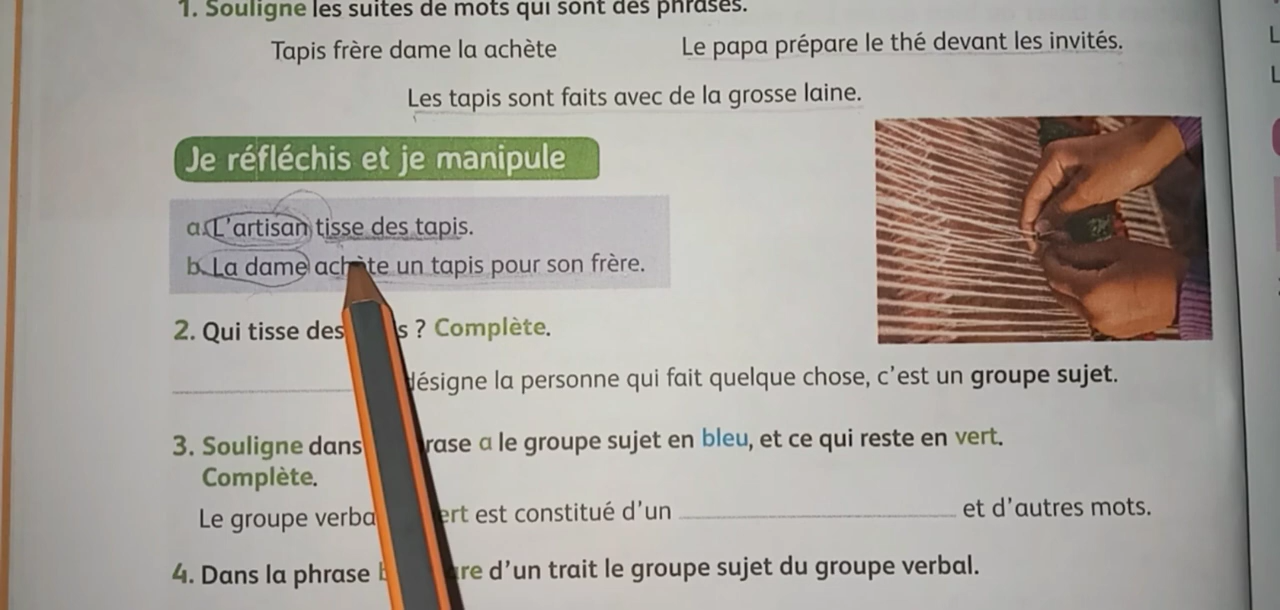 1. Souligne les suites de mots qui sont des phrases.
Tapis frère dame la achète
Le papa prépare le thé devant les invités.
Les tapis sont faits avec de la grosse laine.
Je réfléchis et je manipule
a. L'artisan tisse des tapis.
b. La dame achète un tapis pour son frère.
2. Qui tisse des s ? Complète.
désigne la personne qui fait quelque chose, c'est un groupe sujet.
3. Souligne dans rase a le groupe sujet en bleu, et ce qui reste en vert.
Complète.
Le groupe verba ert est constitué d'un et d'autres mots.
4. Dans la phrase are d'un trait le groupe sujet du groupe verbal.